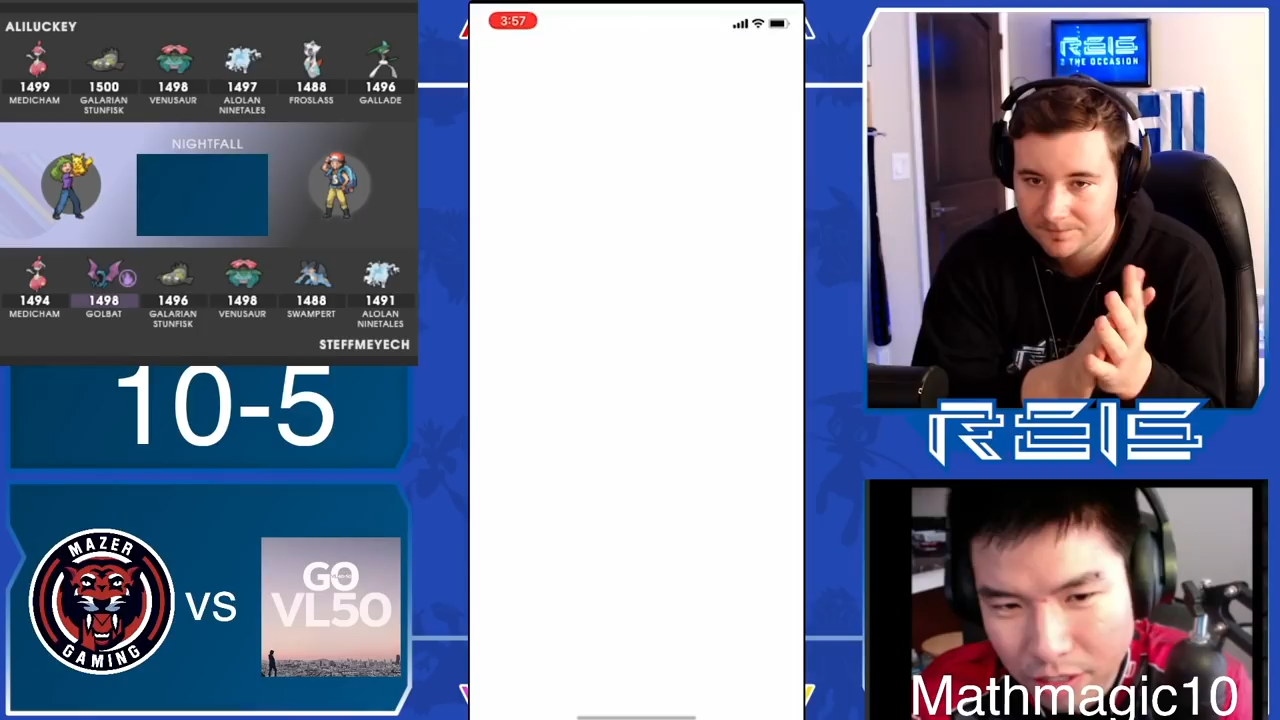 ALILUCKEY
1499 1500 1498 1497 1488 1496
MEDICHAM GALARIAN STUNFISK VENUSAUR ALOLAN NINETALES FROSLASS GALLADE
NIGHTFALL
1494 1498 1496 1498 1488 1491
MEDICHAM GOLBAT GALARIAN STUNFISK VENUSAUR SWAMPERT ALOLAN NINETALES
STEFFMEYECH
10-5
MAZER GAMING
vs
GO
VL50
3:57
REIS
2 THE OCCASION
REIS
Mathmagic10